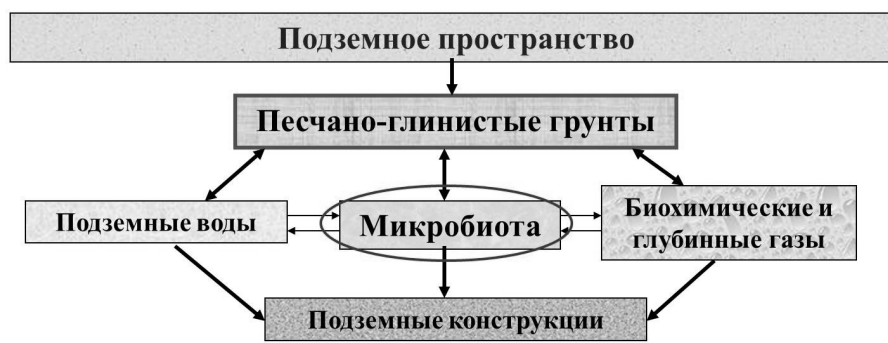 Подземное пространство
Песчано-глинистые грунты
Подземные воды
Микробиота
Биохимические и
глубинные газы
Подземные конструкции